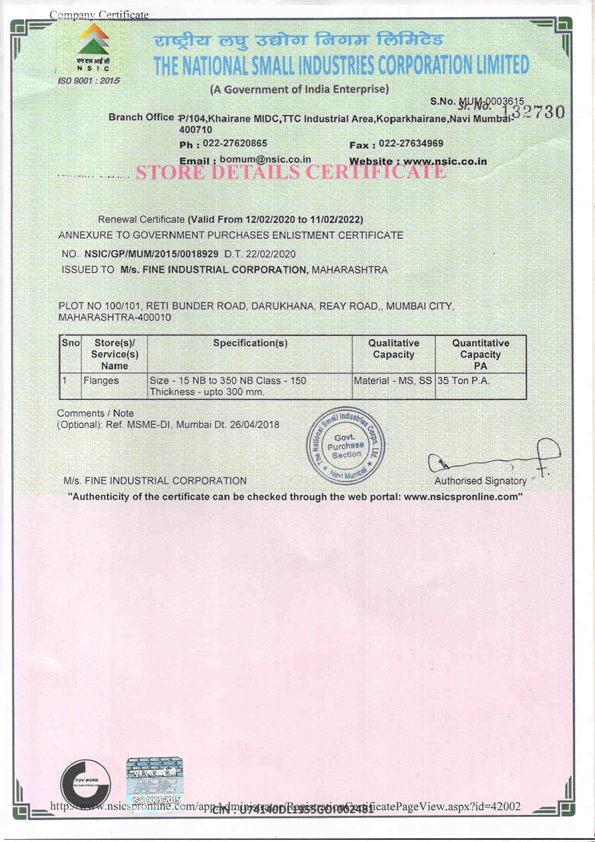 Company Certificate
एन एस आई सी
N S I C
ISO 9001 : 2015
राष्ट्रीय लघु उद्योग निगम लिमिटेड
THE NATIONAL SMALL INDUSTRIES CORPORATION LIMITED
(A Government of India Enterprise)
S.No. MUM-0003615
Sr. No. 132730
Branch Office : P/104,Khairane MIDC,TTC Industrial Area,Koparkhairane,Navi Mumbai-
400710
Ph : 022-27620865 Fax : 022-27634969
Email : bomum@nsic.co.in Website : www.nsic.co.in
STORE DETAILS CERTIFICATE
Renewal Certificate (Valid From 12/02/2020 to 11/02/2022)
ANNEXURE TO GOVERNMENT PURCHASES ENLISTMENT CERTIFICATE
NO. NSIC/GP/MUM/2015/0018929 D.T. 22/02/2020
ISSUED TO M/s. FINE INDUSTRIAL CORPORATION, MAHARASHTRA
PLOT NO 100/101, RETI BUNDER ROAD, DARUKHANA, REAY ROAD,, MUMBAI CITY,
MAHARASHTRA-400010
Sno Store(s)/ Specification(s) Qualitative Quantitative
Service(s) Capacity Capacity
Name PA
1 Flanges Size - 15 NB to 350 NB Class - 150 Material - MS, SS 35 Ton P.A.
Thickness - upto 300 mm.
Comments / Note
(Optional): Ref. MSME-DI, Mumbai Dt. 26/04/2018
The National Small Industries Corpn. Ltd.
Govt.
Purchase
Section
Navi Mumbai
M/s. FINE INDUSTRIAL CORPORATION
Authorised Signatory
"Authenticity of the certificate can be checked through the web portal: www.nsicspronline.com"
TUV NORD
ISO 9001:2015
http://www.nsicspronline.com/app/Administrator/RegistrationCertificatePageView.aspx?id=42002
CIN : U74140DL1955GOI002481